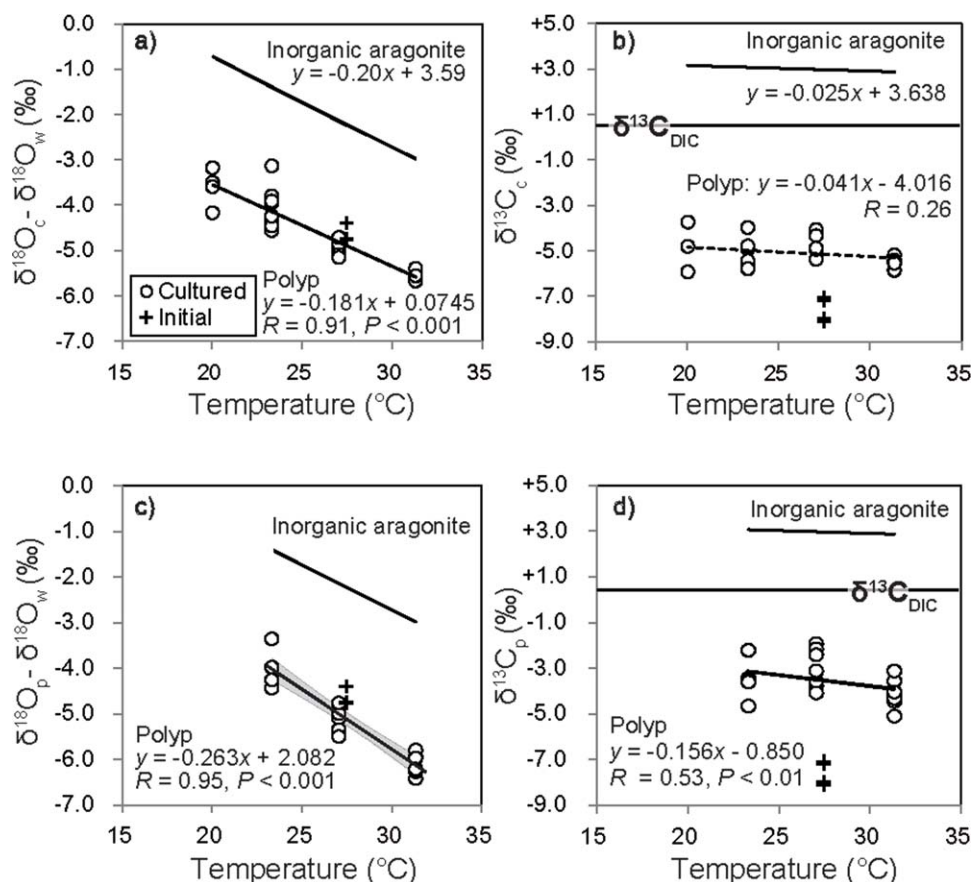 a)
Inorganic aragonite
y = -0.20x + 3.59
Polyp
y = -0.181x + 0.0745
R = 0.91, P < 0.001
Cultured
Initial
0.0
-1.0
-2.0
-3.0
-4.0
-5.0
-6.0
-7.0
δ¹⁸Oc - δ¹⁸Ow (‰)
15 20 25 30 35
Temperature (°C)
b)
Inorganic aragonite
y = -0.025x + 3.638
δ¹³C DIC
Polyp: y = -0.041x - 4.016
R = 0.26
+5.0
+3.0
+1.0
-1.0
-3.0
-5.0
-7.0
-9.0
δ¹³Cc (‰)
15 20 25 30 35
Temperature (°C)
c)
Inorganic aragonite
Polyp
y = -0.263x + 2.082
R = 0.95, P < 0.001
0.0
-1.0
-2.0
-3.0
-4.0
-5.0
-6.0
-7.0
δ¹⁸Op - δ¹⁸Ow (‰)
15 20 25 30 35
Temperature (°C)
d)
Inorganic aragonite
δ¹³C DIC
Polyp
y = -0.156x - 0.850
R = 0.53, P < 0.01
+5.0
+3.0
+1.0
-1.0
-3.0
-5.0
-7.0
-9.0
δ¹³Cp (‰)
15 20 25 30 35
Temperature (°C)